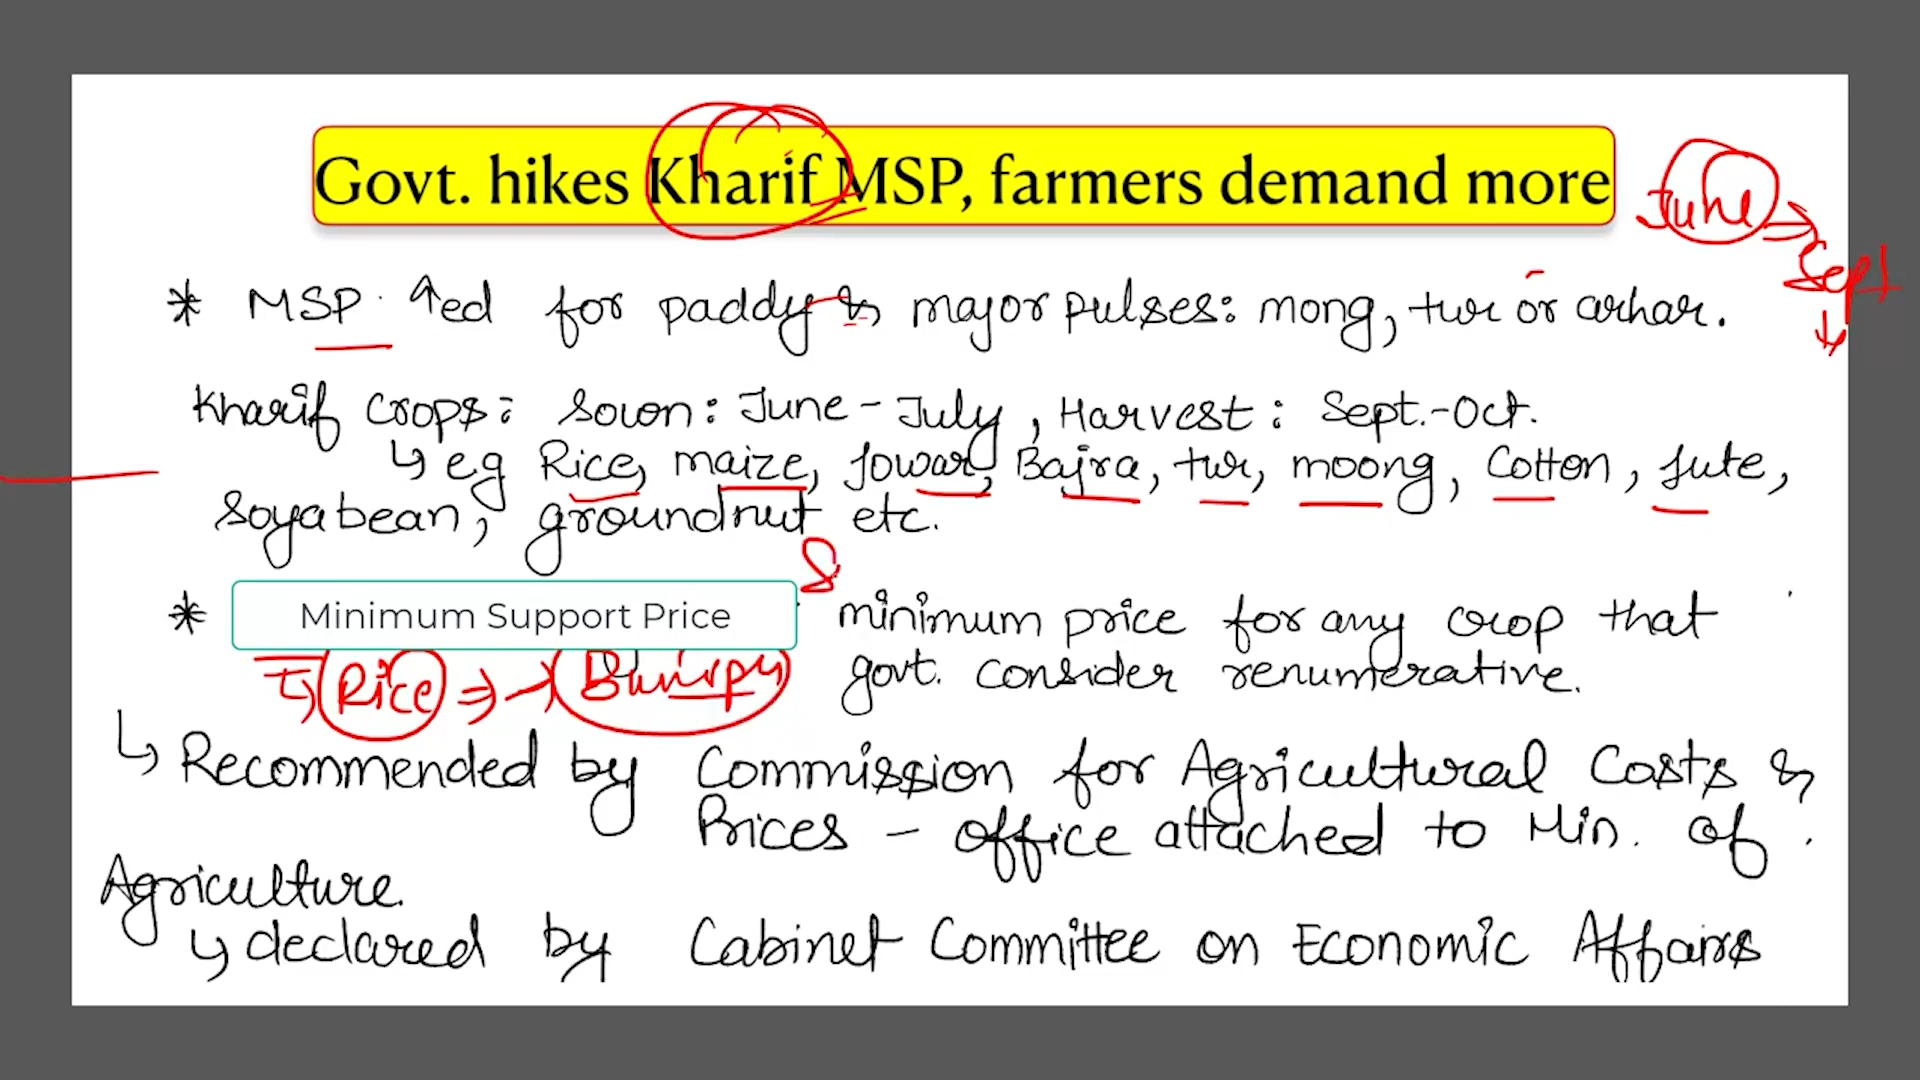 Govt. hikes Kharif MSP, farmers demand more
June →
Sept
↓
* MSP ↑ed for paddy & major pulses: mong, tur or arhar.
Kharif crops: sown: June - July, Harvest: Sept.-Oct.
↳ e.g Rice, maize, Jowar, Bajra, tur, moong, Cotton, Jute,
Soyabean, groundnut etc.
* Minimum Support Price minimum price for any crop that
govt. consider renumerative.
Rice ⇒ →
↳ Recommended by Commission for Agricultural Costs &
Prices - office attached to Min. of
Agriculture.
↳ declared by Cabinet Committee on Economic Affairs